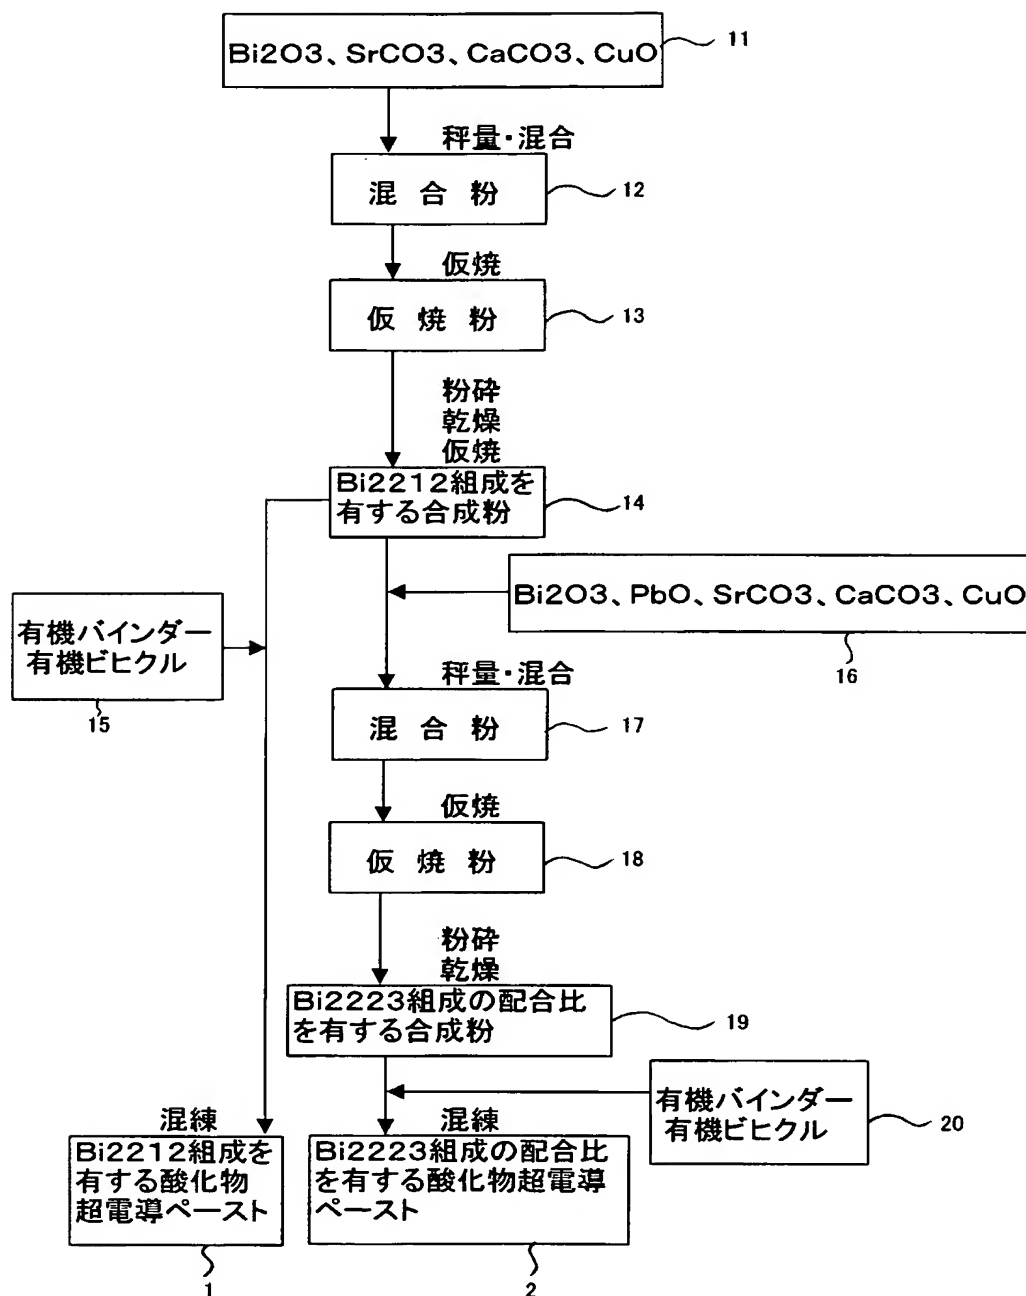 Bi2O3、SrCO3、CaCO3、CuO
11
秤量・混合
混合粉
12
仮焼
仮焼粉
13
粉砕
乾燥
仮焼
Bi2212組成を
有する合成粉
14
Bi2O3、PbO、SrCO3、CaCO3、CuO
16
有機バインダー
有機ビヒクル
15
秤量・混合
混合粉
17
仮焼
仮焼粉
18
粉砕
乾燥
Bi2223組成の配合比
を有する合成粉
19
有機バインダー
有機ビヒクル
20
混練
Bi2212組成を
有する酸化物
超電導ペースト
1
混練
Bi2223組成の配合比
を有する酸化物超電導
ペースト
2